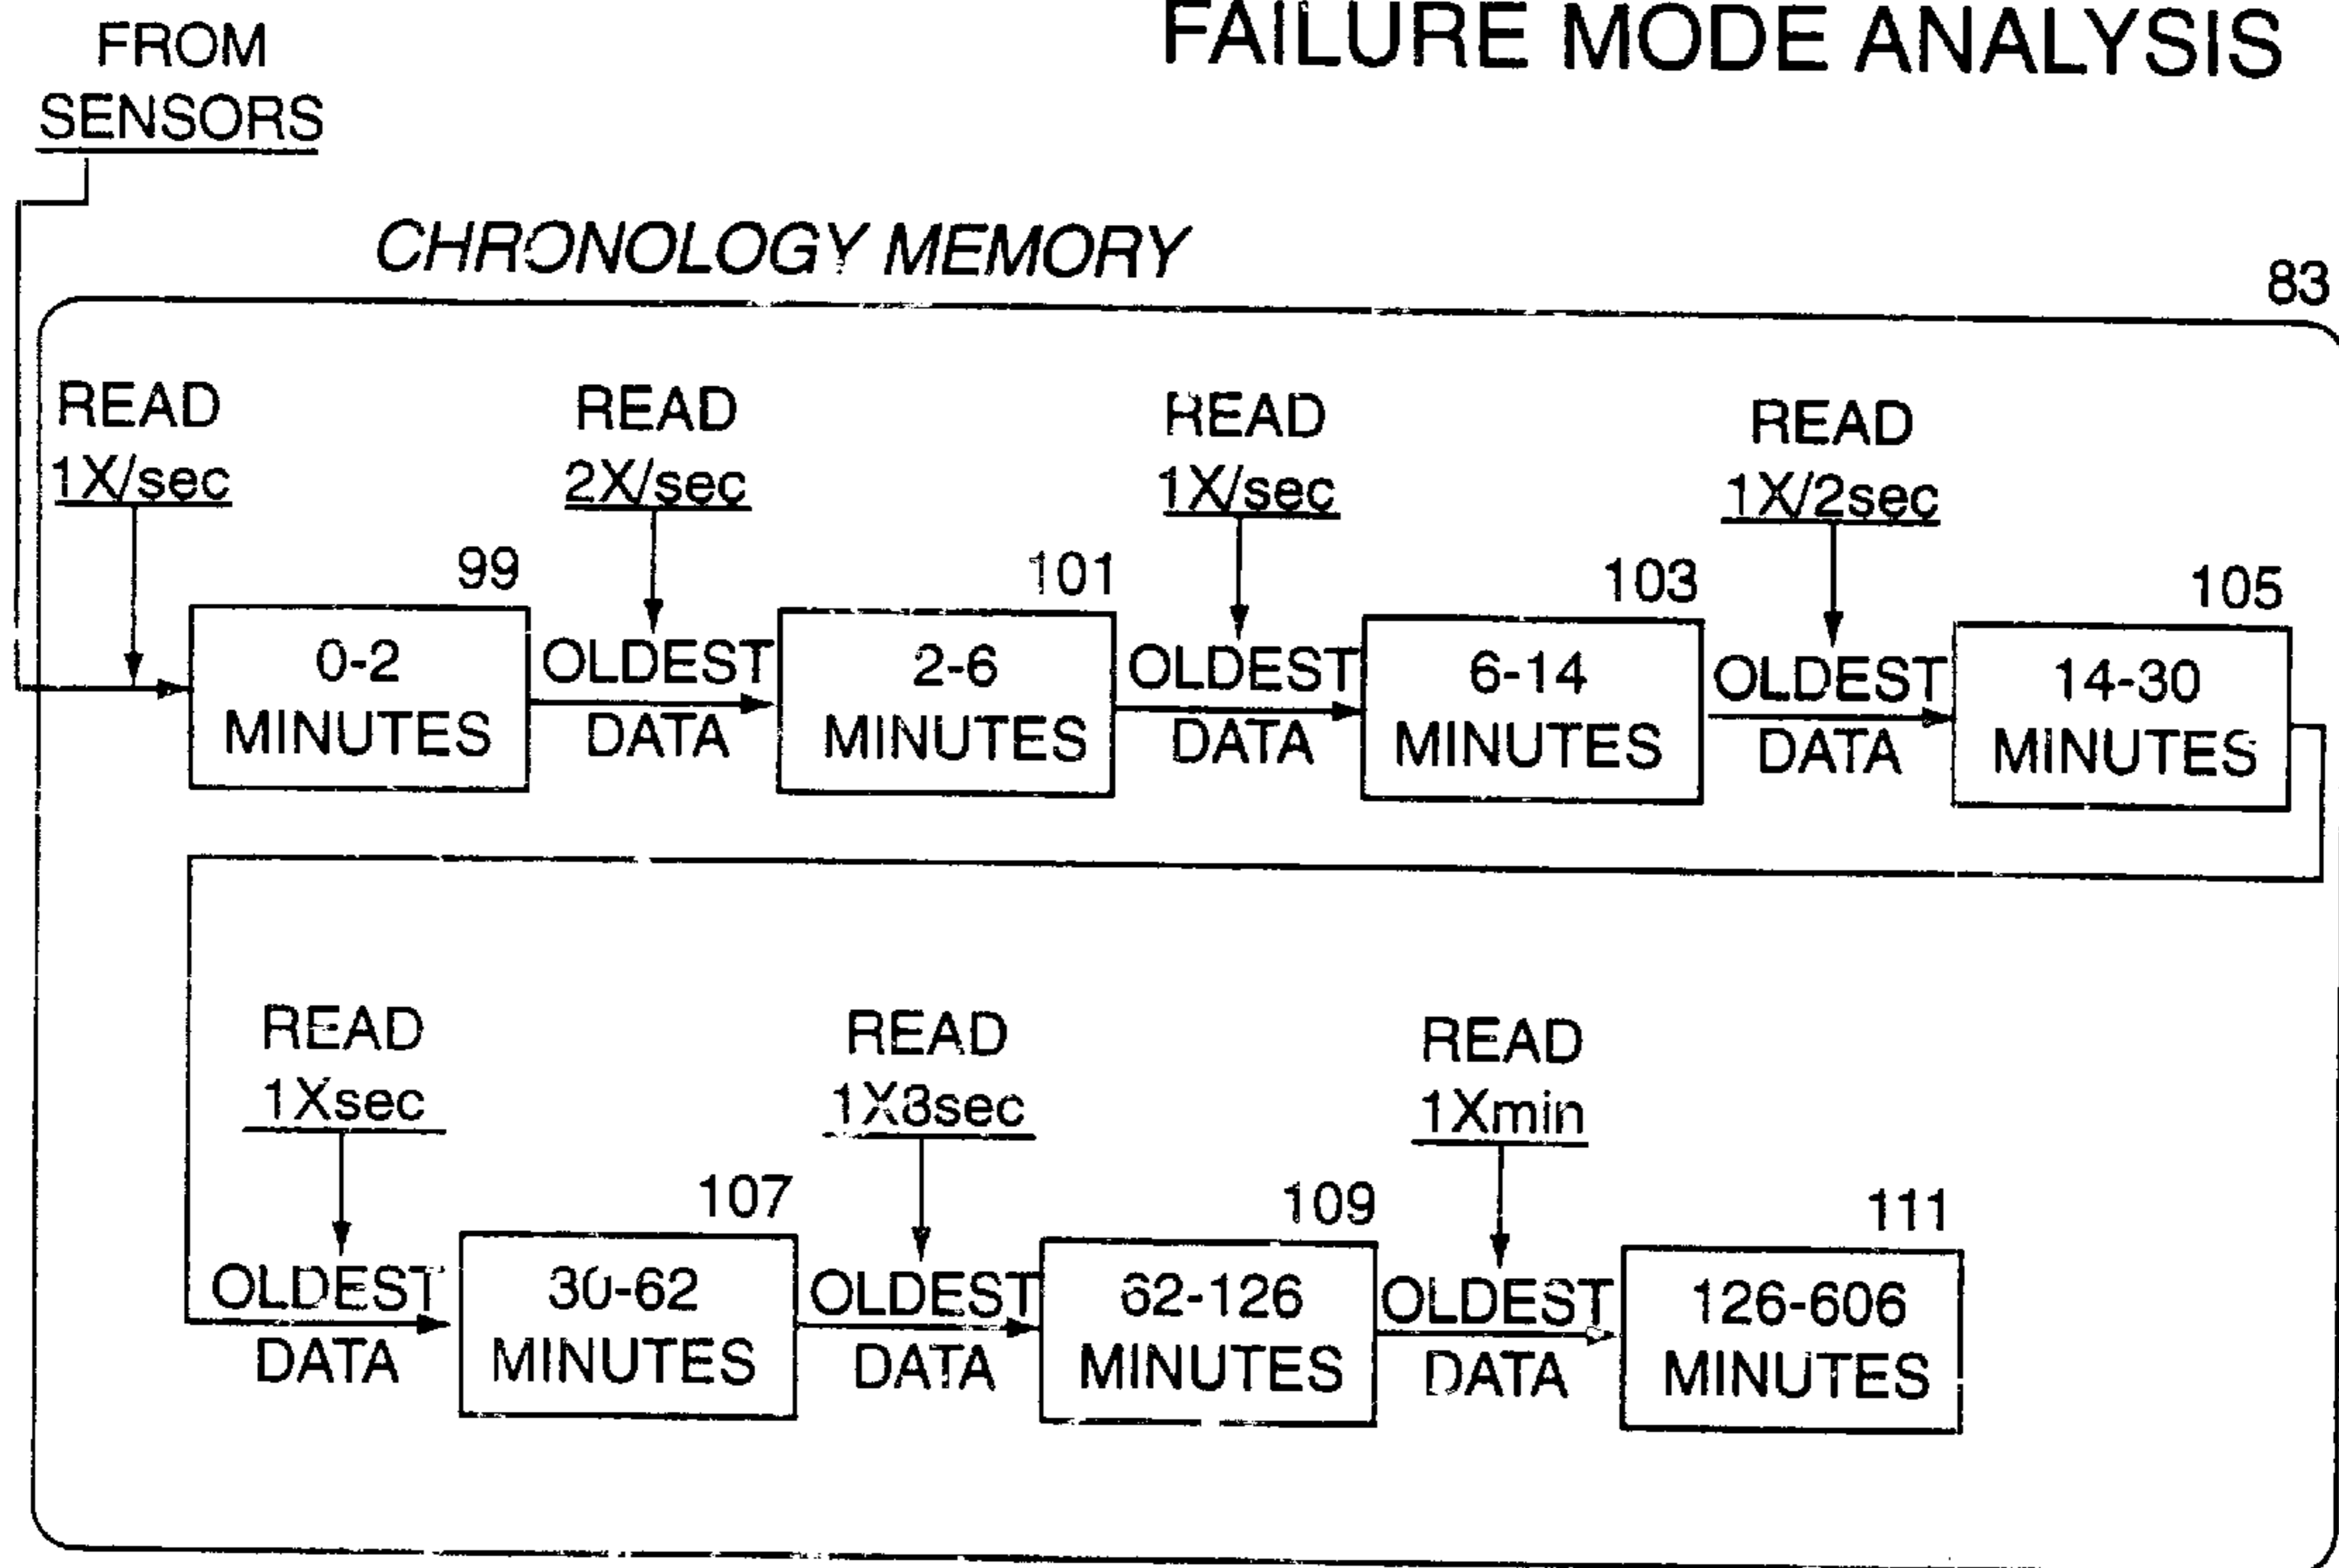 FAILURE MODE ANALYSIS
FROM
SENSORS
CHRONOLOGY MEMORY
83
READ
1X/sec
READ
2X/sec
READ
1X/sec
READ
1X/2sec
99
101
103
105
0-2
MINUTES
OLDEST
DATA
2-6
MINUTES
OLDEST
DATA
6-14
MINUTES
OLDEST
DATA
14-30
MINUTES
READ
1Xsec
READ
1X3sec
READ
1Xmin
107
109
111
OLDEST
DATA
30-62
MINUTES
OLDEST
DATA
62-126
MINUTES
OLDEST
DATA
126-606
MINUTES